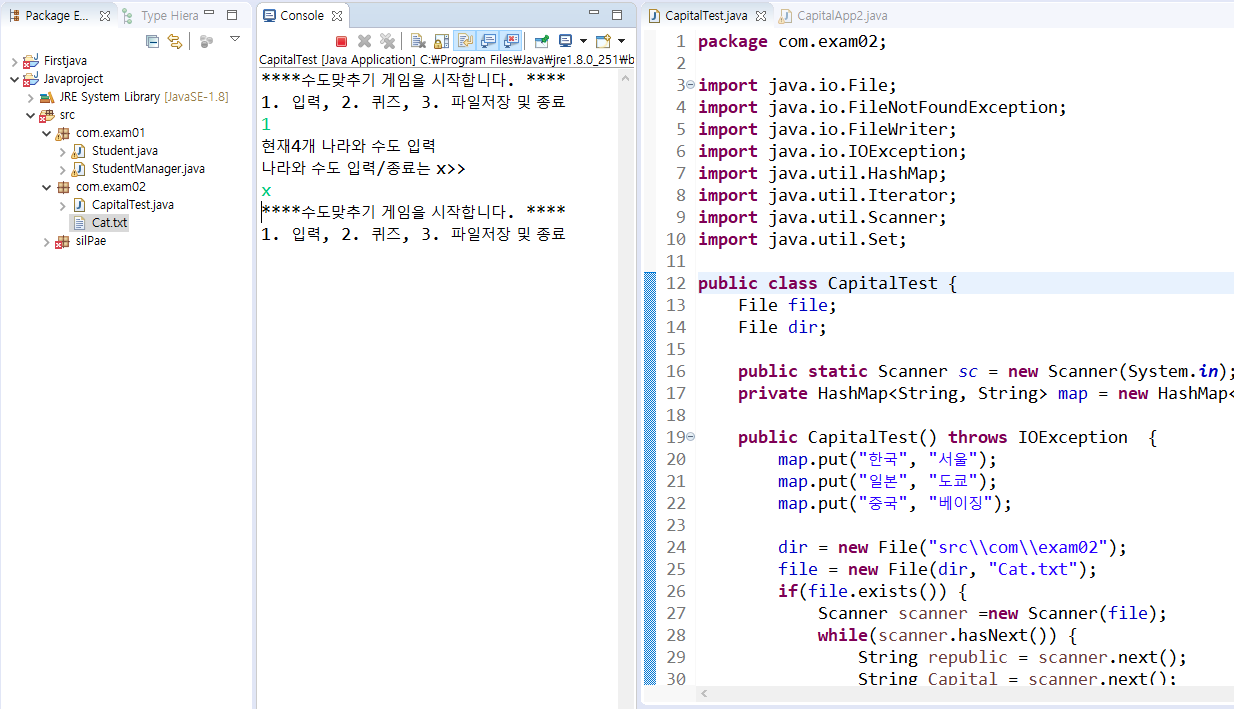 Package E...
Type Hiera
Firstjava
Javaproject
JRE System Library [JavaSE-1.8]
src
com.exam01
Student.java
StudentManager.java
com.exam02
CapitalTest.java
Cat.txt
silPae
Console
CapitalTest [Java Application] C:₩Program Files₩Java₩jre1.8.0_251₩b
****수도맞추기 게임을 시작합니다. ****
1. 입력, 2. 퀴즈, 3. 파일저장 및 종료
1
현재4개 나라와 수도 입력
나라와 수도 입력/종료는 x>>
x
****수도맞추기 게임을 시작합니다. ****
1. 입력, 2. 퀴즈, 3. 파일저장 및 종료
CapitalTest.java
CapitalApp2.java
1 package com.exam02;
2
3 import java.io.File;
4 import java.io.FileNotFoundException;
5 import java.io.FileWriter;
6 import java.io.IOException;
7 import java.util.HashMap;
8 import java.util.Iterator;
9 import java.util.Scanner;
10 import java.util.Set;
11
12 public class CapitalTest {
13 File file;
14 File dir;
15
16 public static Scanner sc = new Scanner(System.in);
17 private HashMap<String, String> map = new HashMap<
18
19 public CapitalTest() throws IOException {
20 map.put("한국", "서울");
21 map.put("일본", "도쿄");
22 map.put("중국", "베이징");
23
24 dir = new File("src\\com\\exam02");
25 file = new File(dir, "Cat.txt");
26 if(file.exists()) {
27 Scanner scanner =new Scanner(file);
28 while(scanner.hasNext()) {
29 String republic = scanner.next();
30 String Capital = scanner.next();